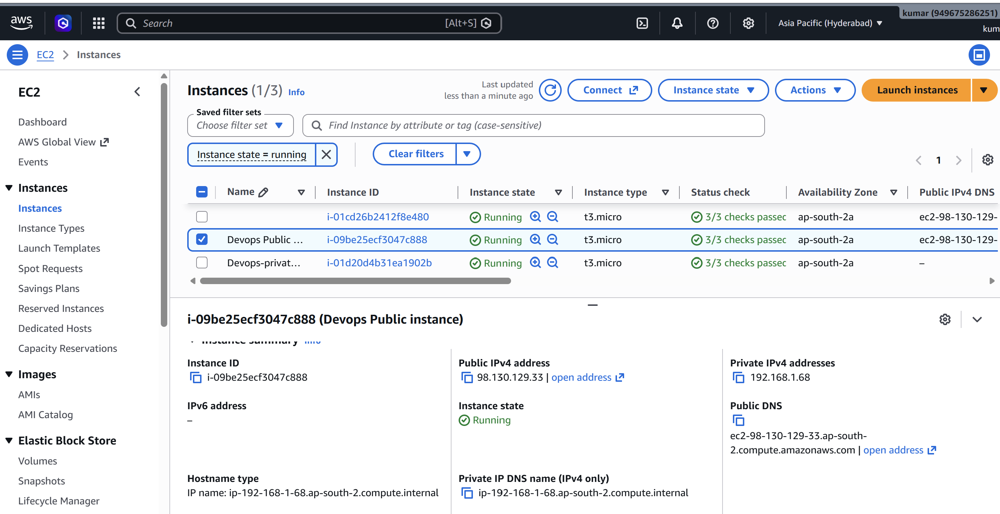 aws
Search [Alt+S]
Asia Pacific (Hyderabad)
kumar (949675286251)
kum
EC2 Instances
EC2
Dashboard
AWS Global View
Events
Instances
Instances
Instance Types
Launch Templates
Spot Requests
Savings Plans
Reserved Instances
Dedicated Hosts
Capacity Reservations
Images
AMIs
AMI Catalog
Elastic Block Store
Volumes
Snapshots
Lifecycle Manager
Instances (1/3) Info
Last updated
less than a minute ago
Connect
Instance state
Actions
Launch instances
Saved filter sets
Choose filter set
Find Instance by attribute or tag (case-sensitive)
Instance state = running
Clear filters
1
Name Instance ID Instance state Instance type Status check Availability Zone Public IPv4 DNS
i-01cd26b2412f8e480 Running t3.micro 3/3 checks passec ap-south-2a ec2-98-130-129-
Devops Public ... i-09be25ecf3047c888 Running t3.micro 3/3 checks passec ap-south-2a ec2-98-130-129-
Devops-privat... i-01d20d4b31ea1902b Running t3.micro 3/3 checks passec ap-south-2a –
i-09be25ecf3047c888 (Devops Public instance)
Instance summary Info
Instance ID
i-09be25ecf3047c888
Public IPv4 address
98.130.129.33 | open address
Private IPv4 addresses
192.168.1.68
IPv6 address
–
Instance state
Running
Public DNS
ec2-98-130-129-33.ap-south-
2.compute.amazonaws.com | open address
Hostname type
IP name: ip-192-168-1-68.ap-south-2.compute.internal
Private IP DNS name (IPv4 only)
ip-192-168-1-68.ap-south-2.compute.internal